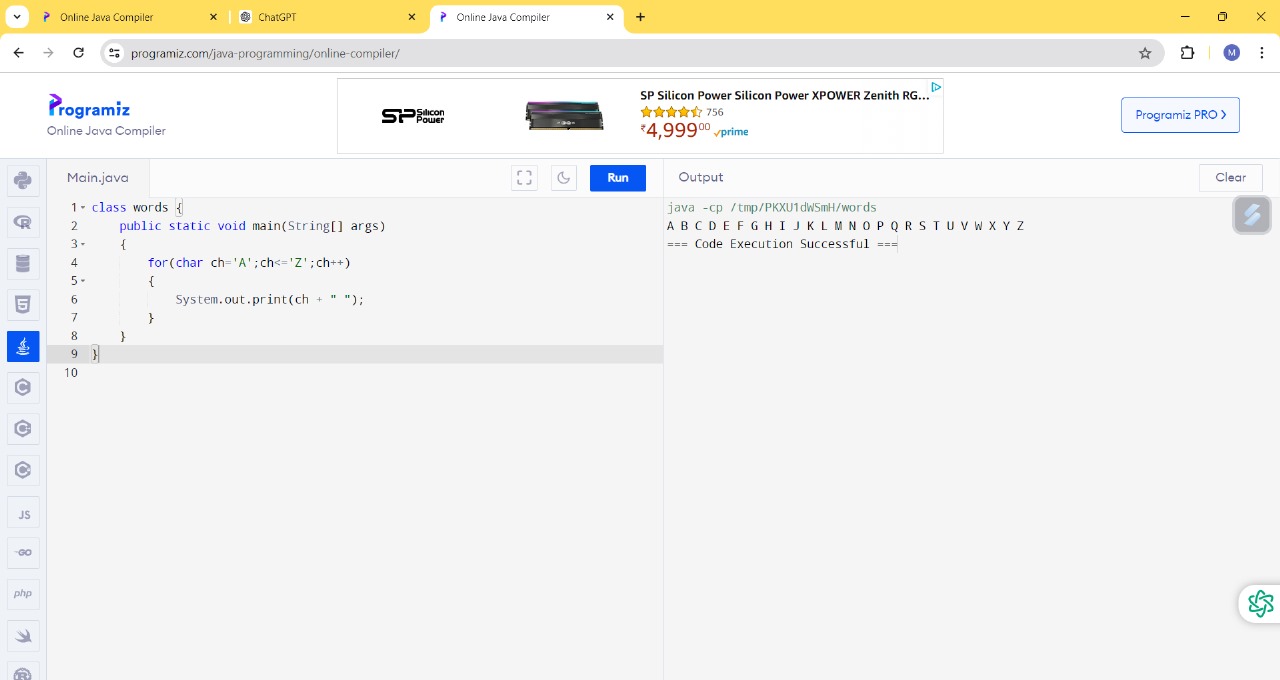 Online Java Compiler
ChatGPT
Online Java Compiler
programiz.com/java-programming/online-compiler/
M
Programiz
Online Java Compiler
SP Silicon Power
SP Silicon Power Silicon Power XPOWER Zenith RG...
756
₹4,999⁰⁰ prime
Programiz PRO
Main.java
Run
Output
Clear
1 class words {
2 public static void main(String[] args)
3 {
4 for(char ch='A';ch<='Z';ch++)
5 {
6 System.out.print(ch + " ");
7 }
8 }
9 }
10
java -cp /tmp/PKXU1dWSmH/words
A B C D E F G H I J K L M N O P Q R S T U V W X Y Z
=== Code Execution Successful ===
R
5
C
C
C
JS
GO
php